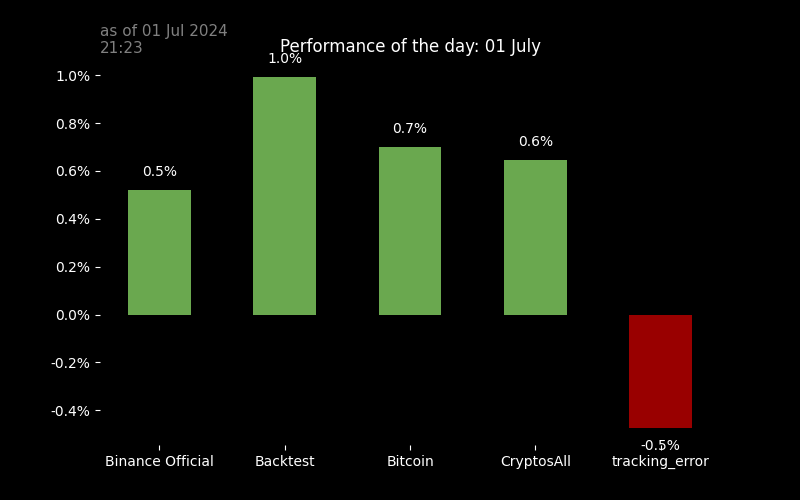 as of 01 Jul 2024
21:23
Performance of the day: 01 July
1.0%
1.0%
0.8%
0.7%
0.6%
0.6%
0.5%
0.4%
0.2%
0.0%
-0.2%
-0.4%
-0.5%
Binance Official
Backtest
Bitcoin
CryptosAll
tracking_error